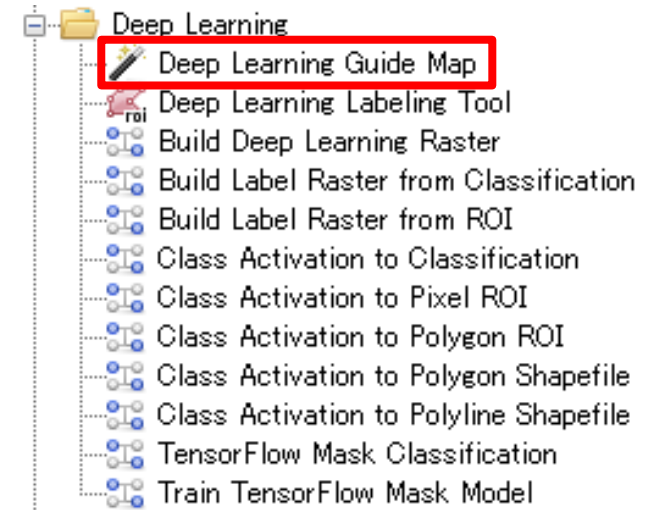 Deep Learning
Deep Learning Guide Map
roi Deep Learning Labeling Tool
Build Deep Learning Raster
Build Label Raster from Classification
Build Label Raster from ROI
Class Activation to Classification
Class Activation to Pixel ROI
Class Activation to Polygon ROI
Class Activation to Polygon Shapefile
Class Activation to Polyline Shapefile
TensorFlow Mask Classification
Train TensorFlow Mask Model